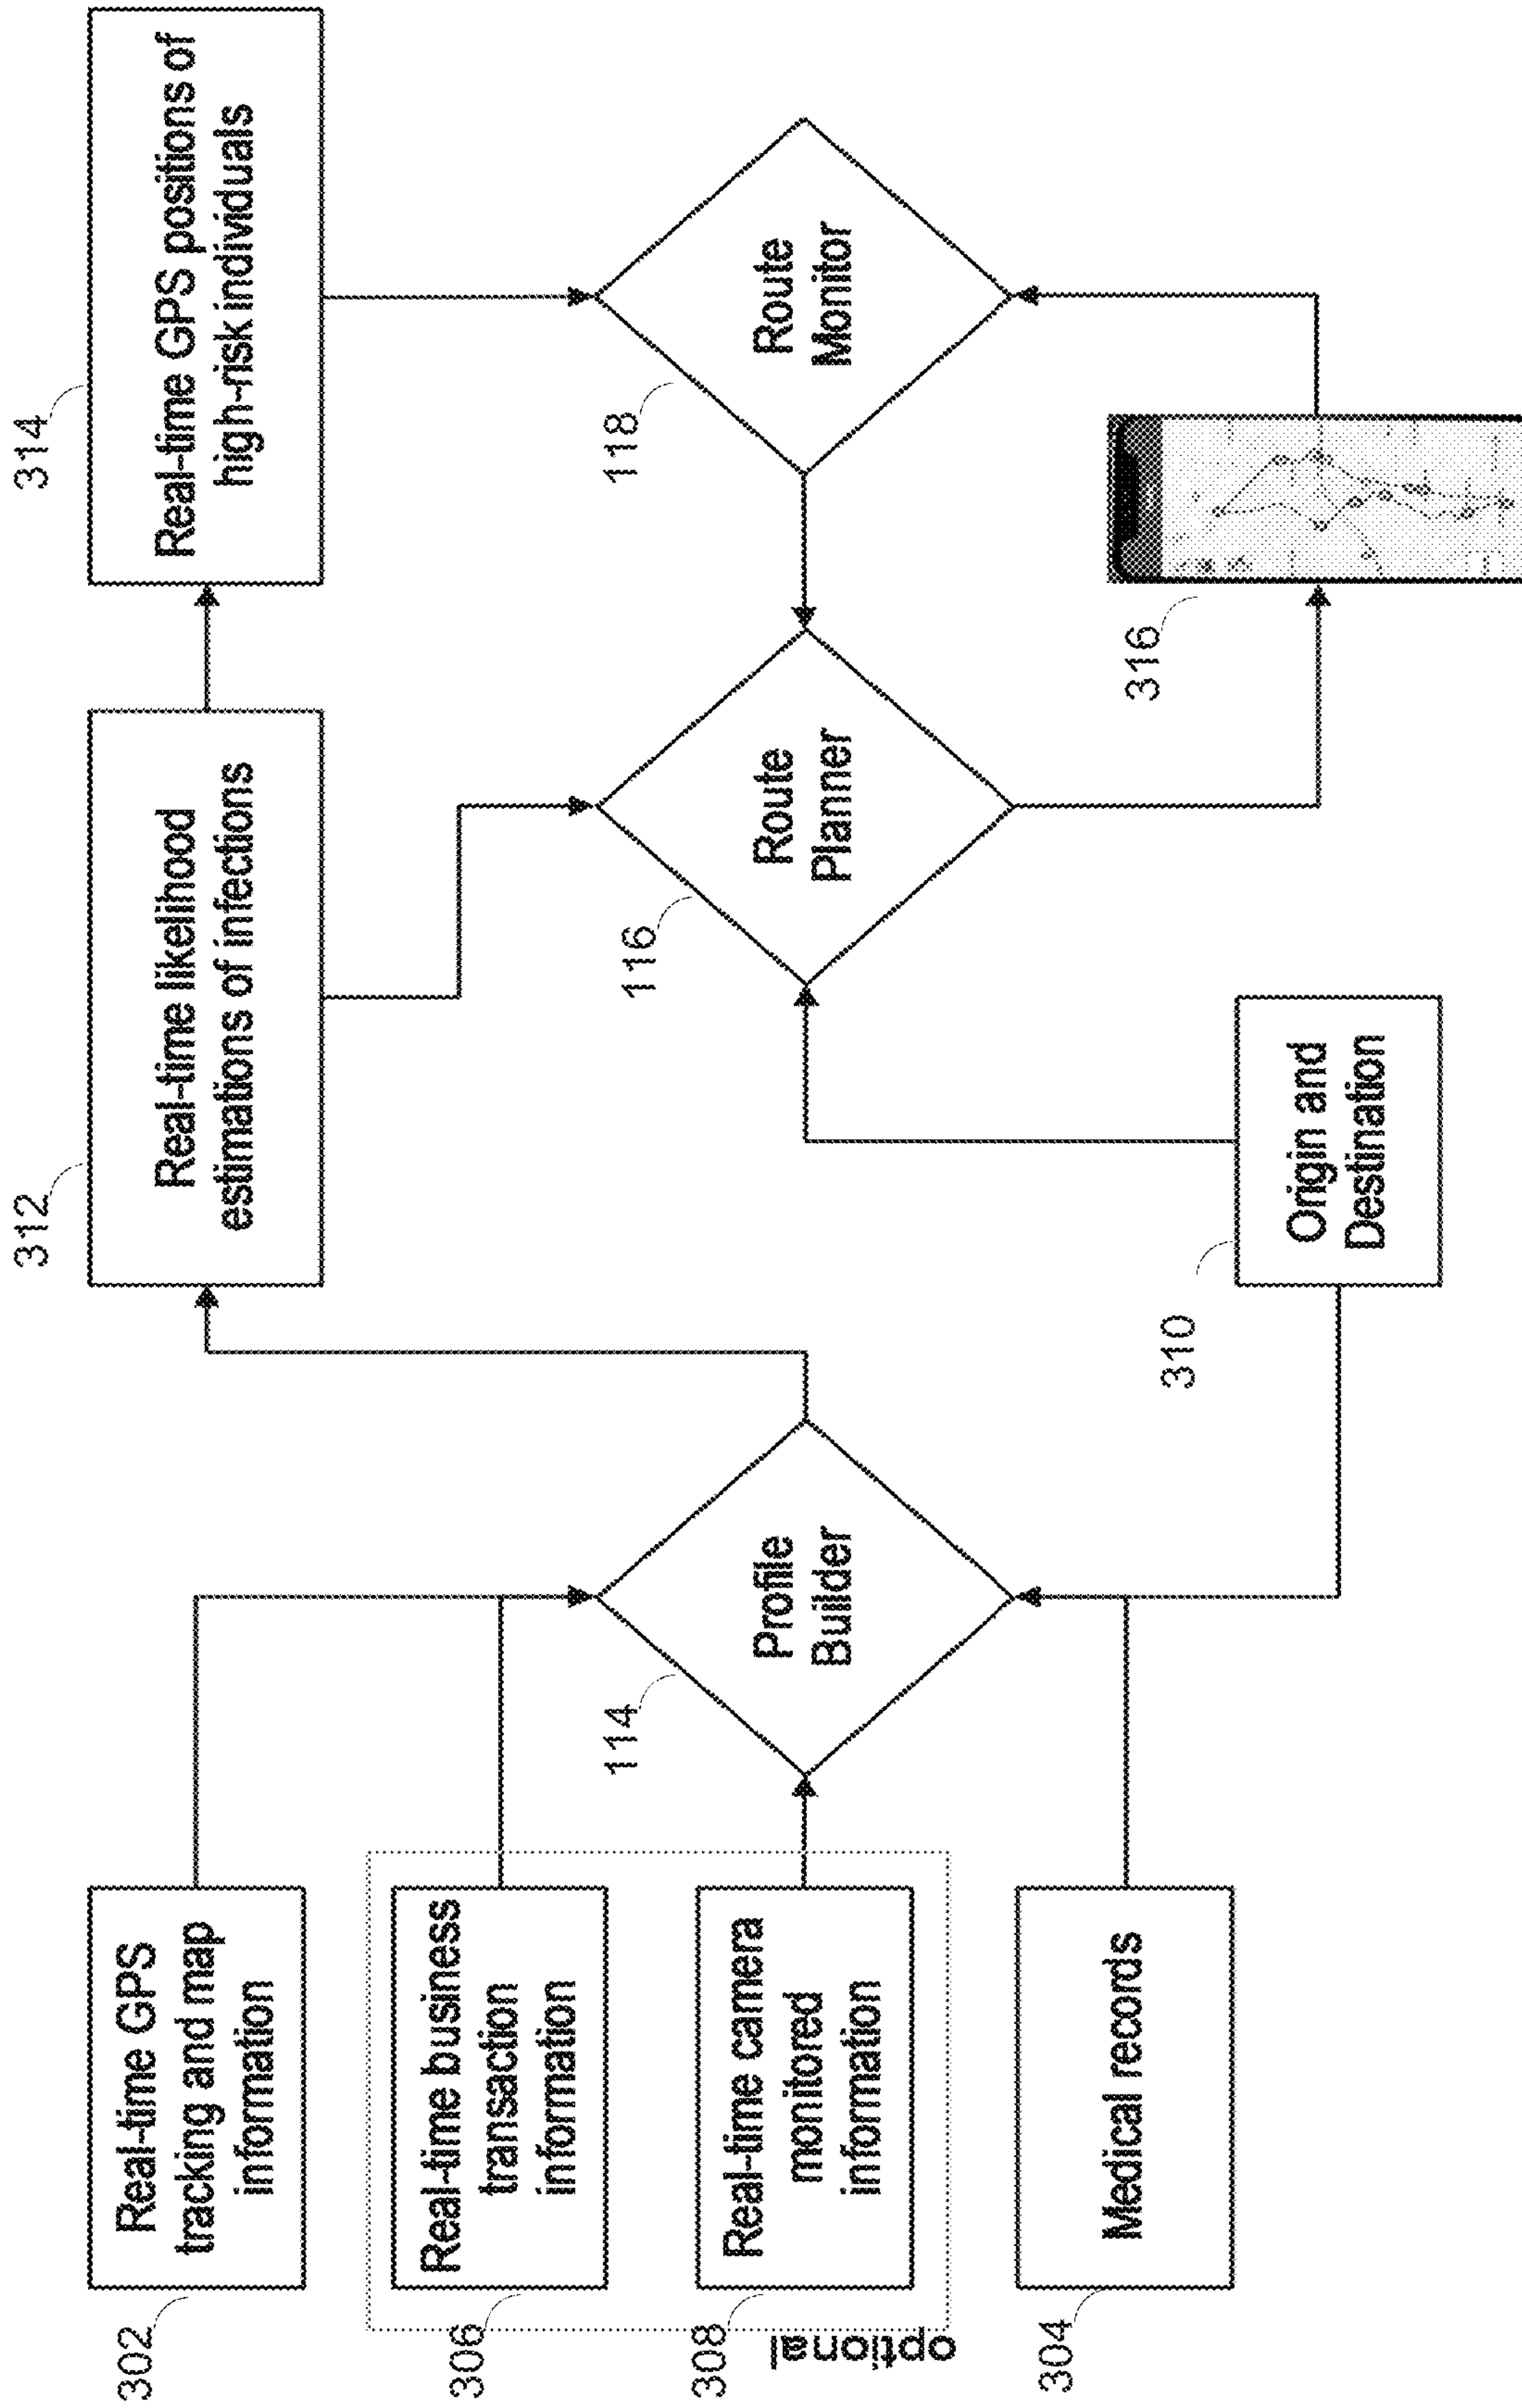 302
Real-time GPS
tracking and map
information
306
Real-time business
transaction
information
308
Real-time camera
monitored
information
optional
304
Medical records
114
Profile
Builder
310
Origin and
Destination
312
Real-time likelihood
estimations of infections
116
Route
Planner
314
Real-time GPS positions of
high-risk individuals
118
Route
Monitor
316